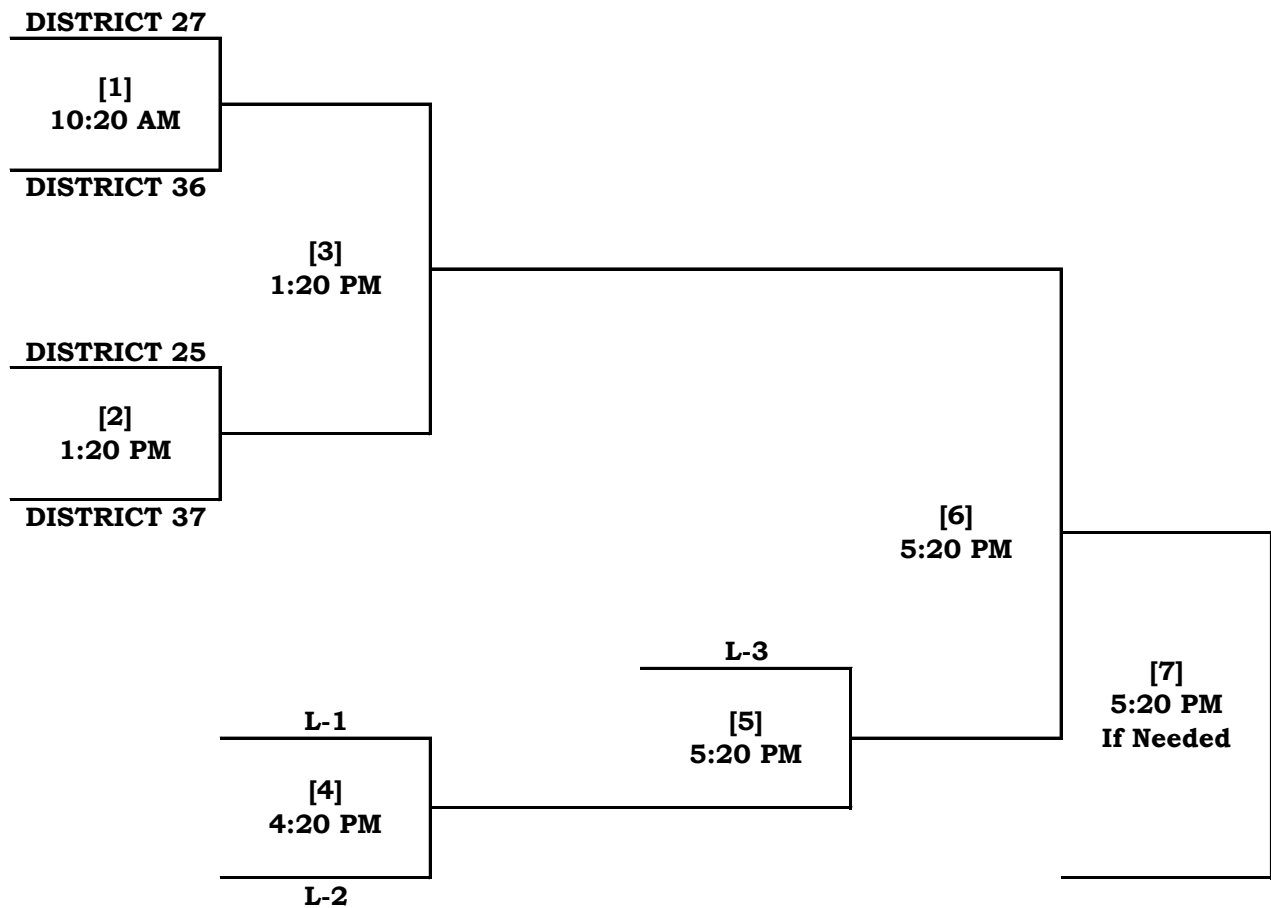 DISTRICT 27
[1]
10:20 AM
DISTRICT 36
[3]
1:20 PM
DISTRICT 25
[2]
1:20 PM
DISTRICT 37
[6]
5:20 PM
L-3
[7]
5:20 PM
If Needed
L-1
[5]
5:20 PM
[4]
4:20 PM
L-2